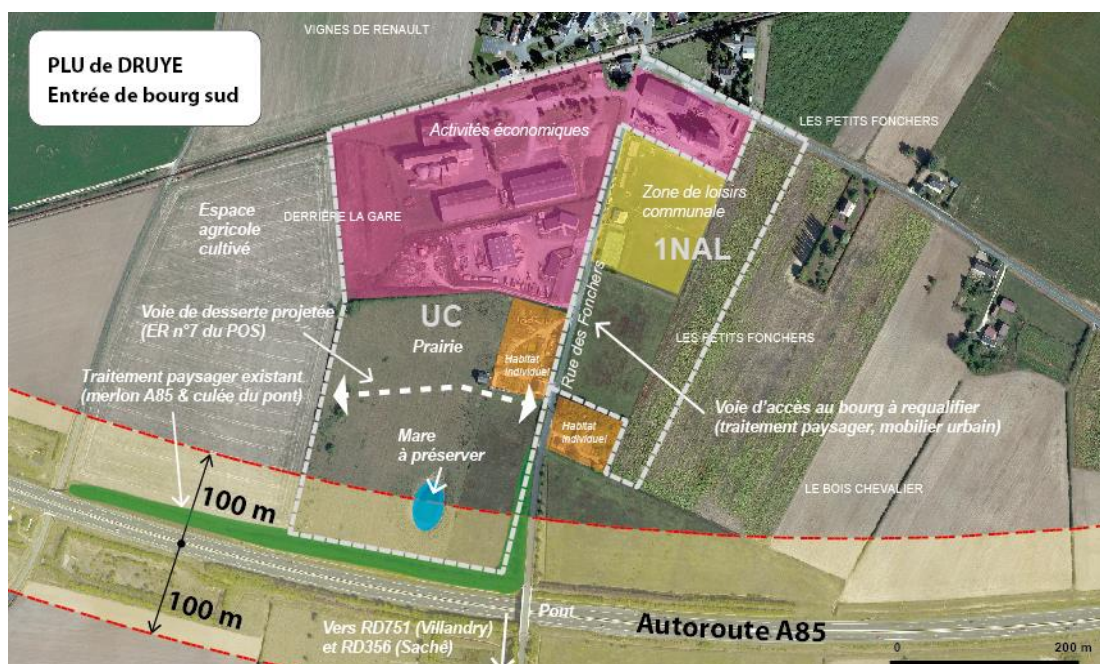 VIGNES DE RENAULT
PLU de DRUYE
Entrée de bourg sud
Activités économiques
LES PETITS FONCHERS
Zone de loisirs
communale
1NAL
Espace
agricole
cultivé
DERRIÈRE LA GARE
Rue des Fonchers
Voie de desserte projetée
(ER n°7 du POS)
UC
Prairie
LES PETITS FONCHERS
Habitat
individuel
Traitement paysager existant
(merlon A85 & culée du pont)
Voie d'accès au bourg à requalifier
(traitement paysager, mobilier urbain)
Habitat
individuel
Mare
à préserver
LE BOIS CHEVALIER
100 m
100 m
Pont
Autoroute A85
Vers RD751 (Villandry)
et RD356 (Saché)
0 200 m